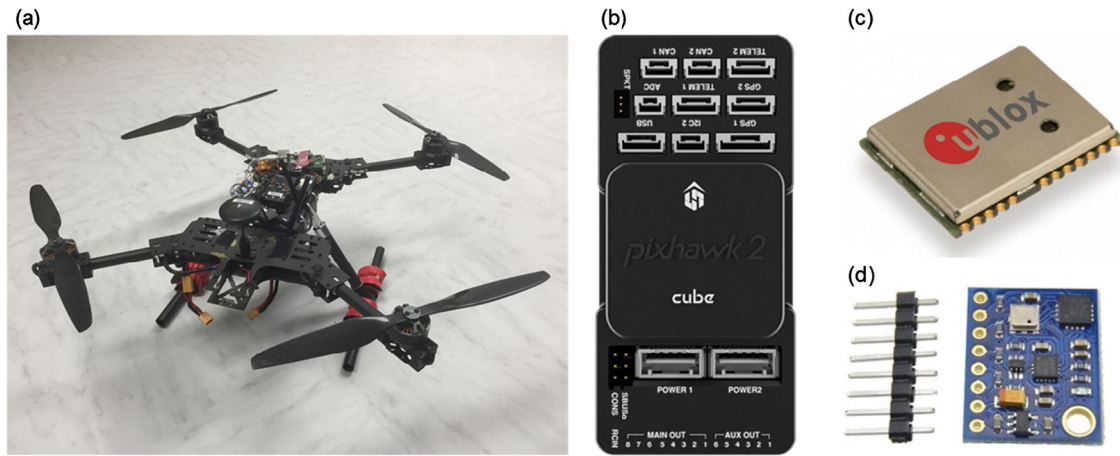 (a)
(b)
(c)
(d)
CAN 1
CAN 2
TELEM 2
SPKT
ADC
TELEM 1
GPS 2
USB
I2C 2
GPS 1
pixhawk 2
cube
POWER 1
POWER2
SBUSo
CONS
RCIN
MAIN OUT
AUX OUT
8 7 6 5 4 3 2 1
6 5 4 3 2 1
ublox